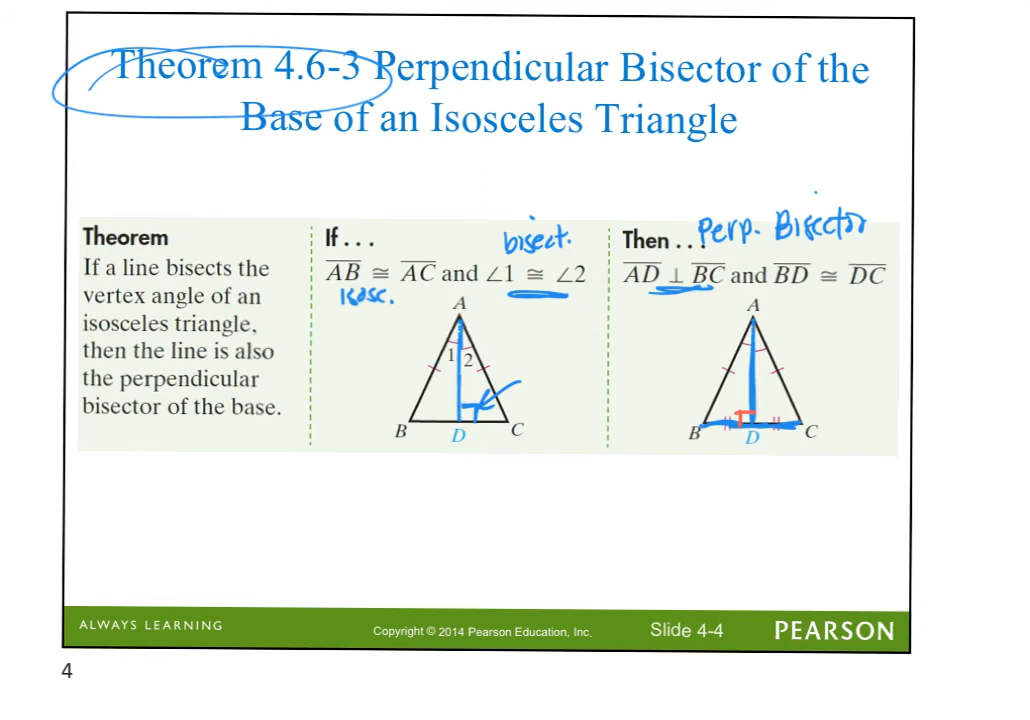 Theorem 4.6-3 Perpendicular Bisector of the
Base of an Isosceles Triangle
Theorem
If a line bisects the
vertex angle of an
isosceles triangle,
then the line is also
the perpendicular
bisector of the base.
bisect.
If . . .
AB ≅ AC and ∠1 ≅ ∠2
isosc.
A
1 2
B D C
Perp. Bisector
Then . . .
AD ⊥ BC and BD ≅ DC
A
B D C
ALWAYS LEARNING
Copyright © 2014 Pearson Education, Inc.
Slide 4-4
PEARSON
4